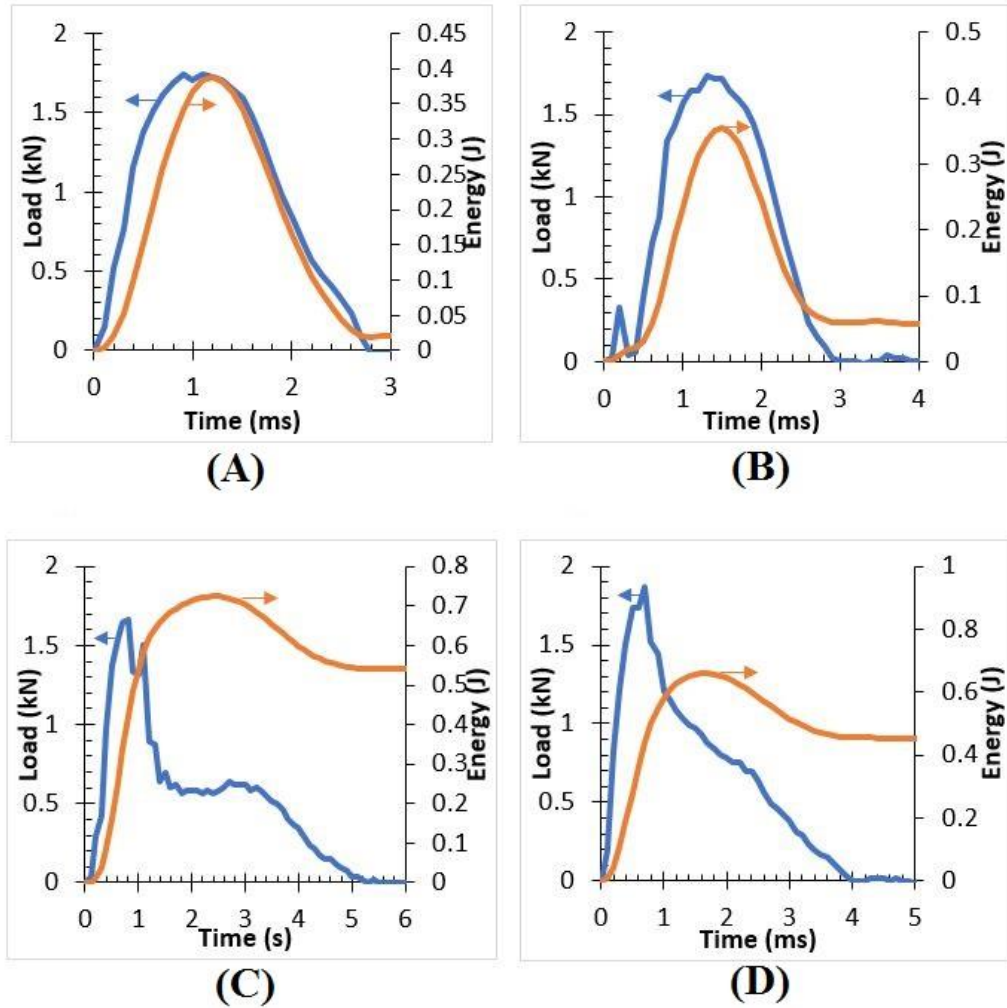 2
1.5
1
0.5
0
Load (kN)
0.45
0.4
0.35
0.3
0.25
0.2
0.15
0.1
0.05
0
Energy (J)
0 1 2 3
Time (ms)
(A)
2
1.5
1
0.5
0
Load (kN)
0.5
0.4
0.3
0.2
0.1
0
Energy (J)
0 1 2 3 4
Time (ms)
(B)
2
1.5
1
0.5
0
Load (kN)
0.8
0.7
0.6
0.5
0.4
0.3
0.2
0.1
0
Energy (J)
0 1 2 3 4 5 6
Time (s)
(C)
2
1.5
1
0.5
0
Load (kN)
1
0.8
0.6
0.4
0.2
0
Energy (J)
0 1 2 3 4 5
Time (ms)
(D)